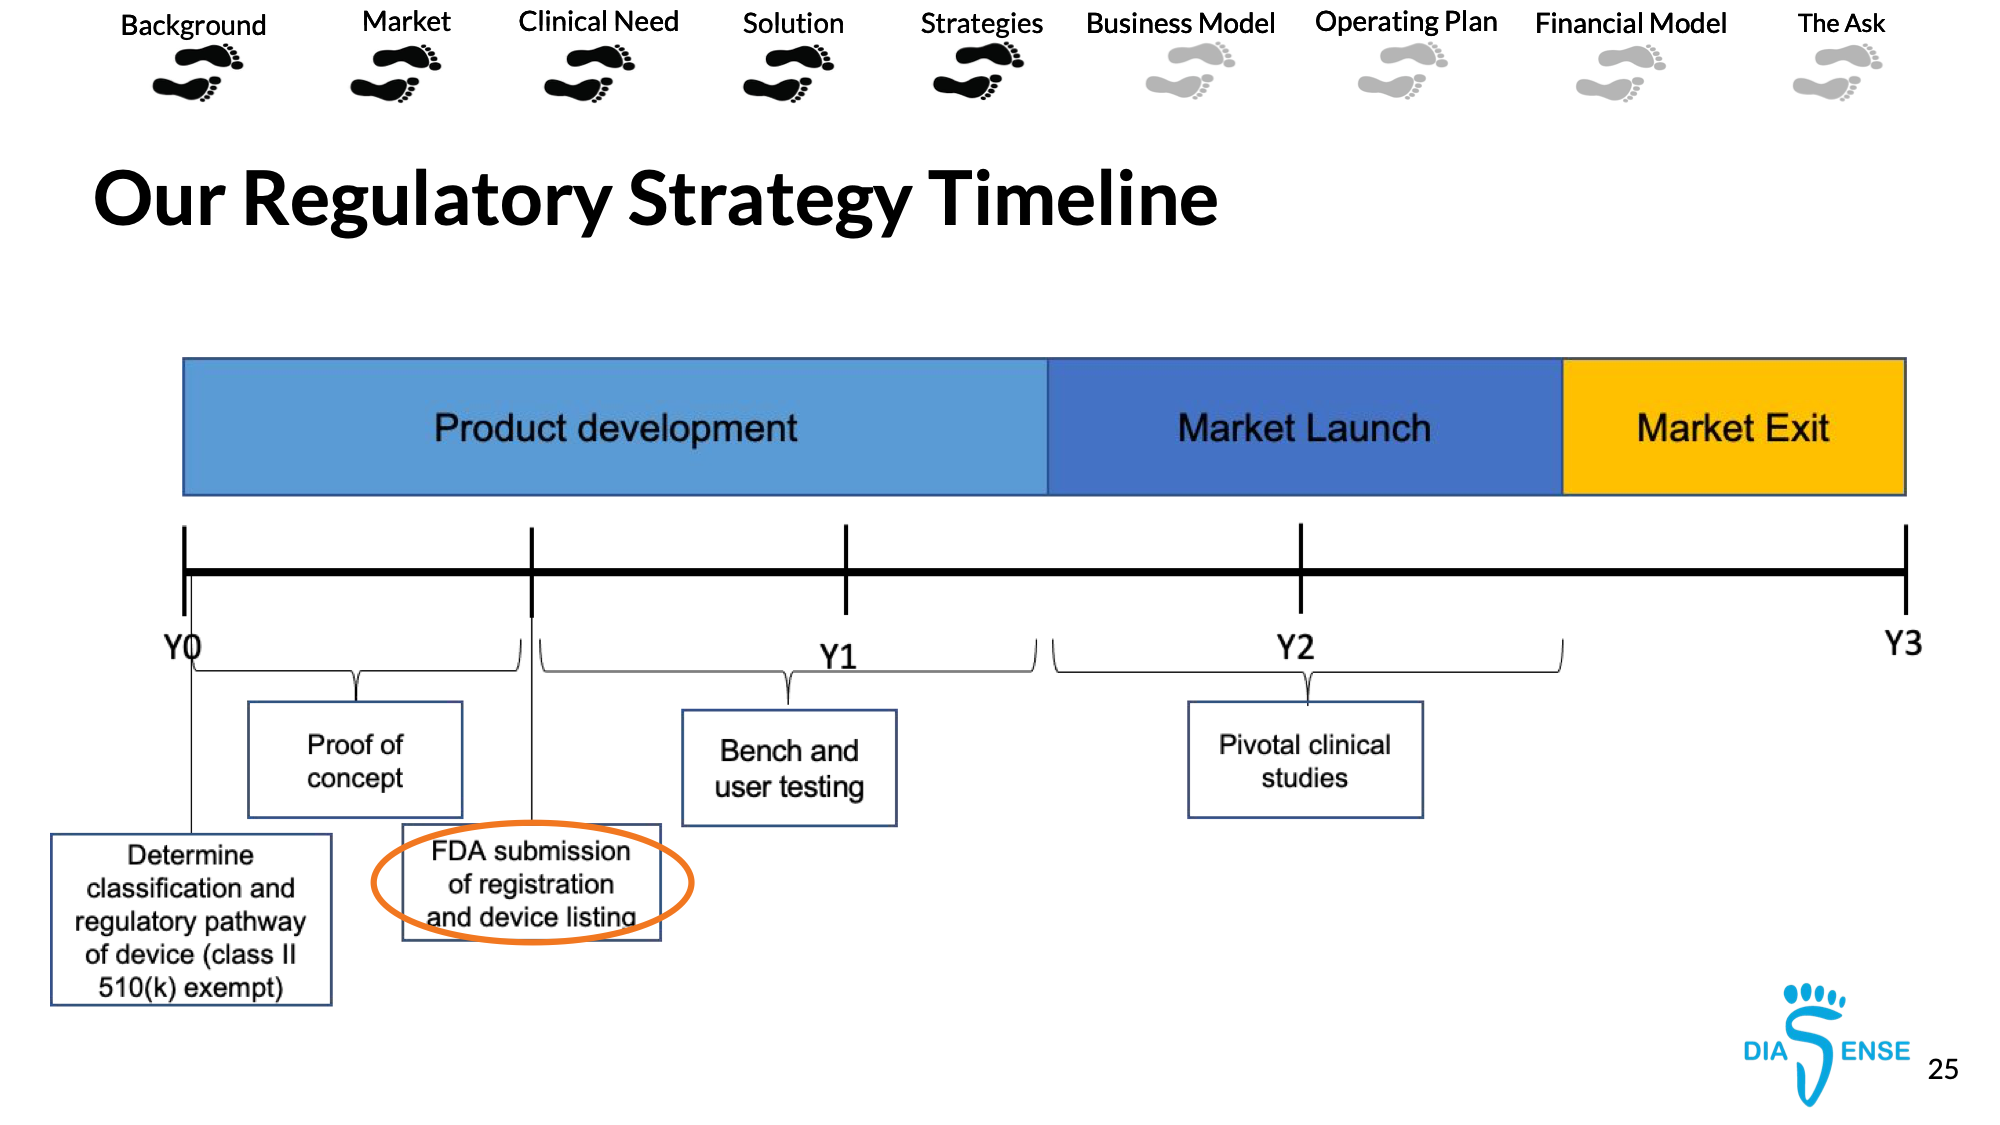 Background Market Clinical Need Solution Strategies Business Model Operating Plan Financial Model The Ask
Our Regulatory Strategy Timeline
Product development Market Launch Market Exit
Y0 Y1 Y2 Y3
Proof of
concept
Bench and
user testing
Pivotal clinical
studies
Determine
classification and
regulatory pathway
of device (class II
510(k) exempt)
FDA submission
of registration
and device listing
DIA SENSE
25